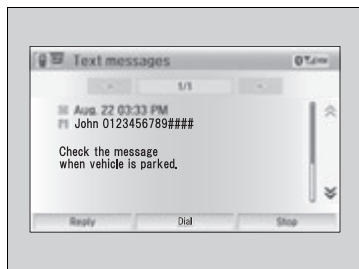 Text messages
1/1
Aug. 22 03:33 PM
John 0123456789####
Check the message
when vehicle is parked.
Reply
Dial
Stop